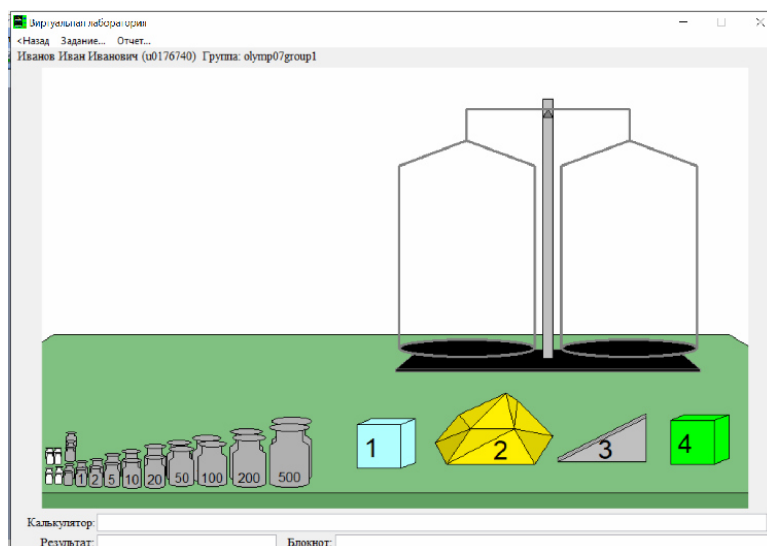 Виртуальная лаборатория
<Назад Задание... Отчет...
Иванов Иван Иванович (u0176740) Группа: olymp07group1
1 2 5 10 20 50 100 200 500
1 2 3 4
Калькулятор:
Результат: Блокнот: